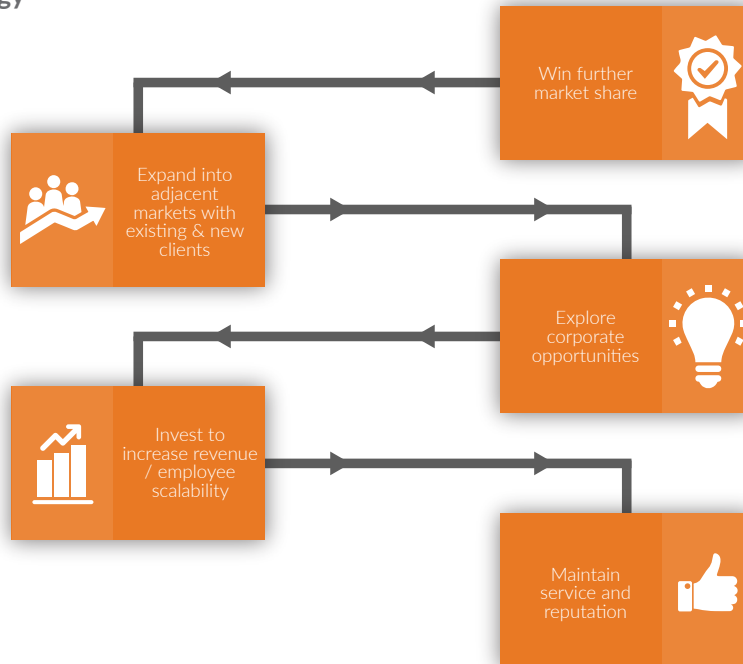 Win further
market share
Expand into
adjacent
markets with
existing & new
clients
Explore
corporate
opportunities
Invest to
increase revenue
/ employee
scalability
Maintain
service and
reputation